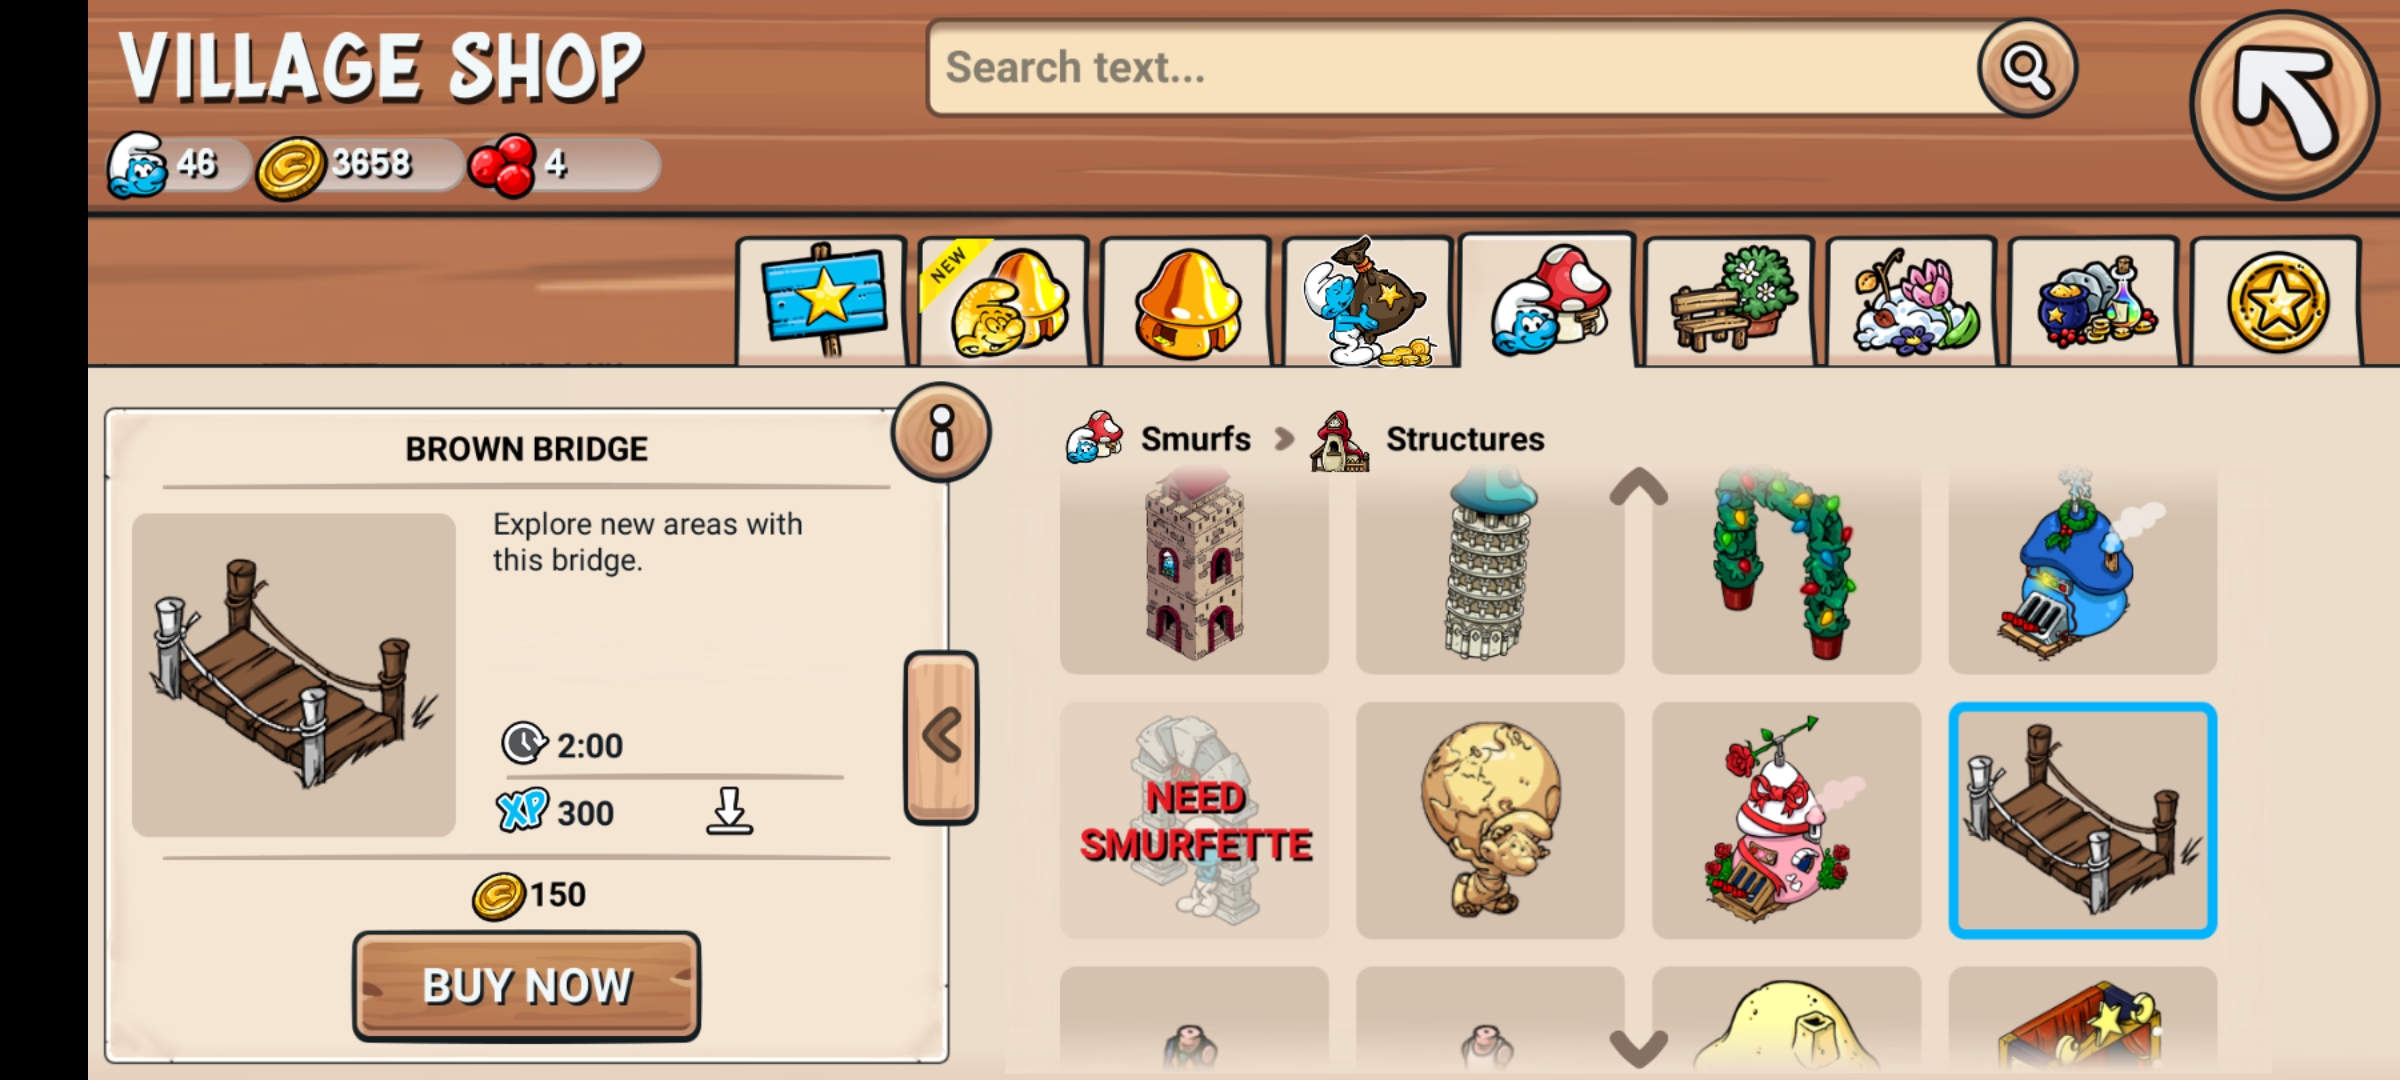 VILLAGE SHOP
Search text...
46 3658 4
NEW
BROWN BRIDGE
Explore new areas with
this bridge.
2:00
XP 300
150
BUY NOW
Smurfs > Structures
NEED
SMURFETTE